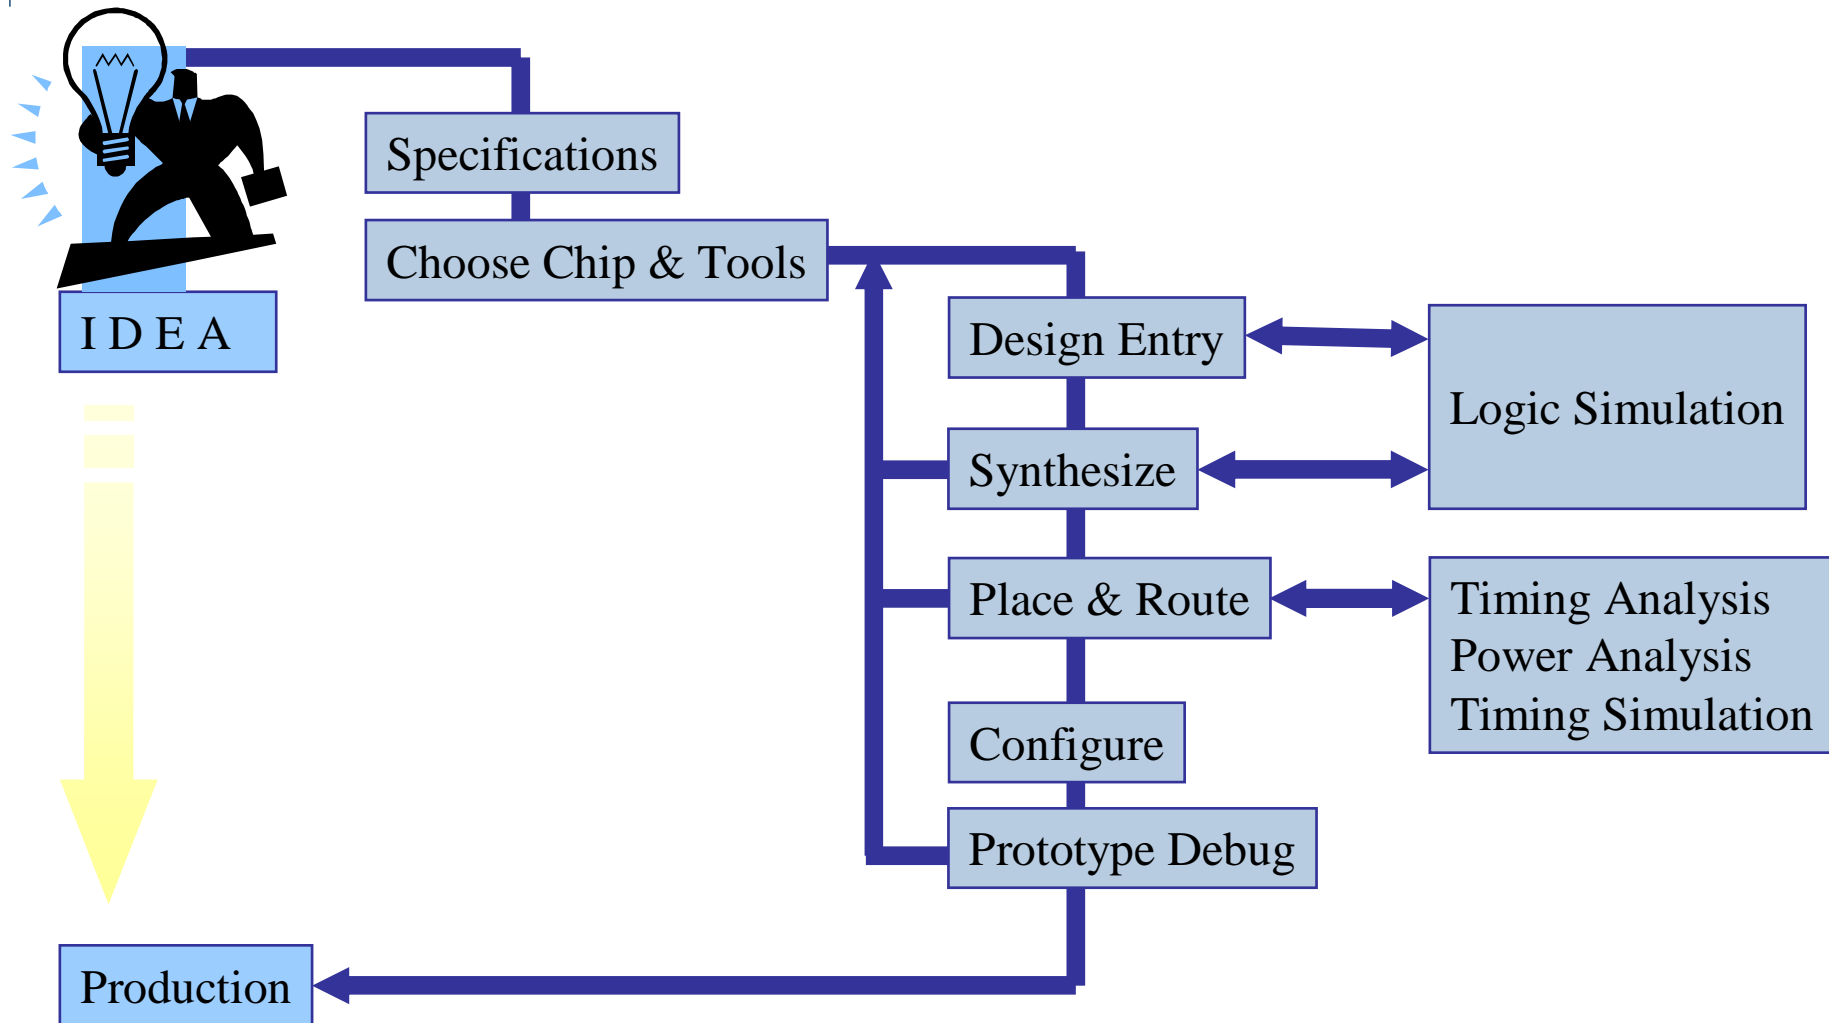 Specifications
Choose Chip & Tools
I D E A
Design Entry
Logic Simulation
Synthesize
Place & Route
Timing Analysis
Power Analysis
Timing Simulation
Configure
Prototype Debug
Production